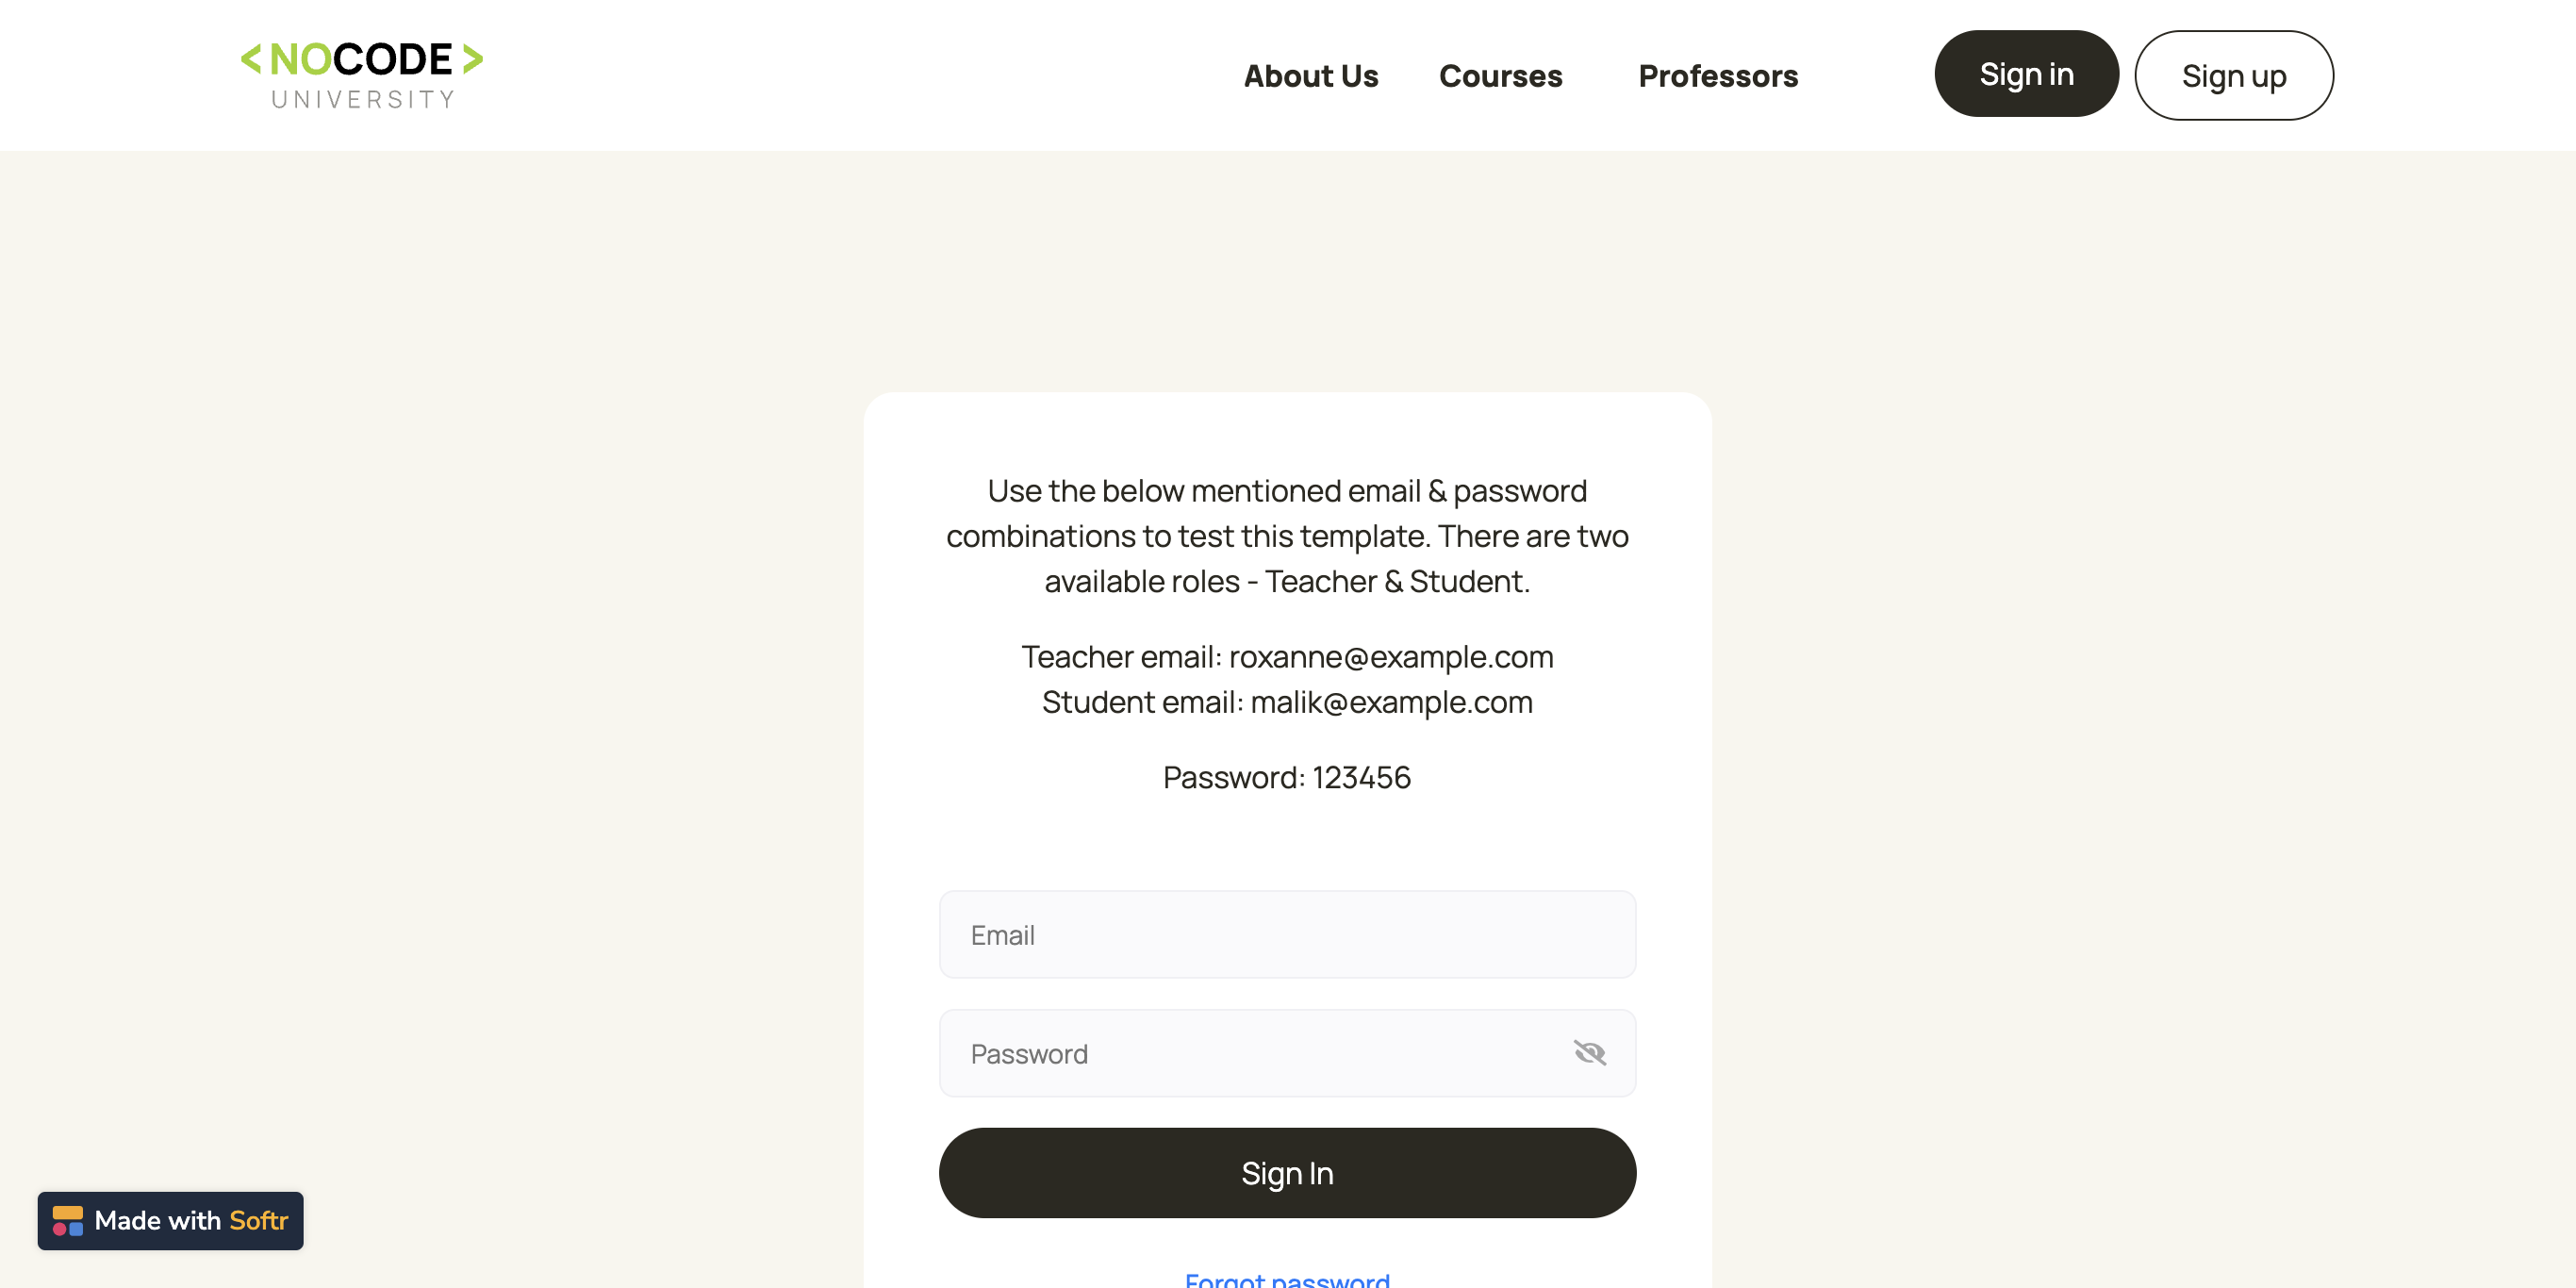 <NOCODE>
UNIVERSITY
About Us
Courses
Professors
Sign in
Sign up
Use the below mentioned email & password
combinations to test this template. There are two
available roles - Teacher & Student.
Teacher email: roxanne@example.com
Student email: malik@example.com
Password: 123456
Email
Password
Sign In
Forgot password
Made with Softr